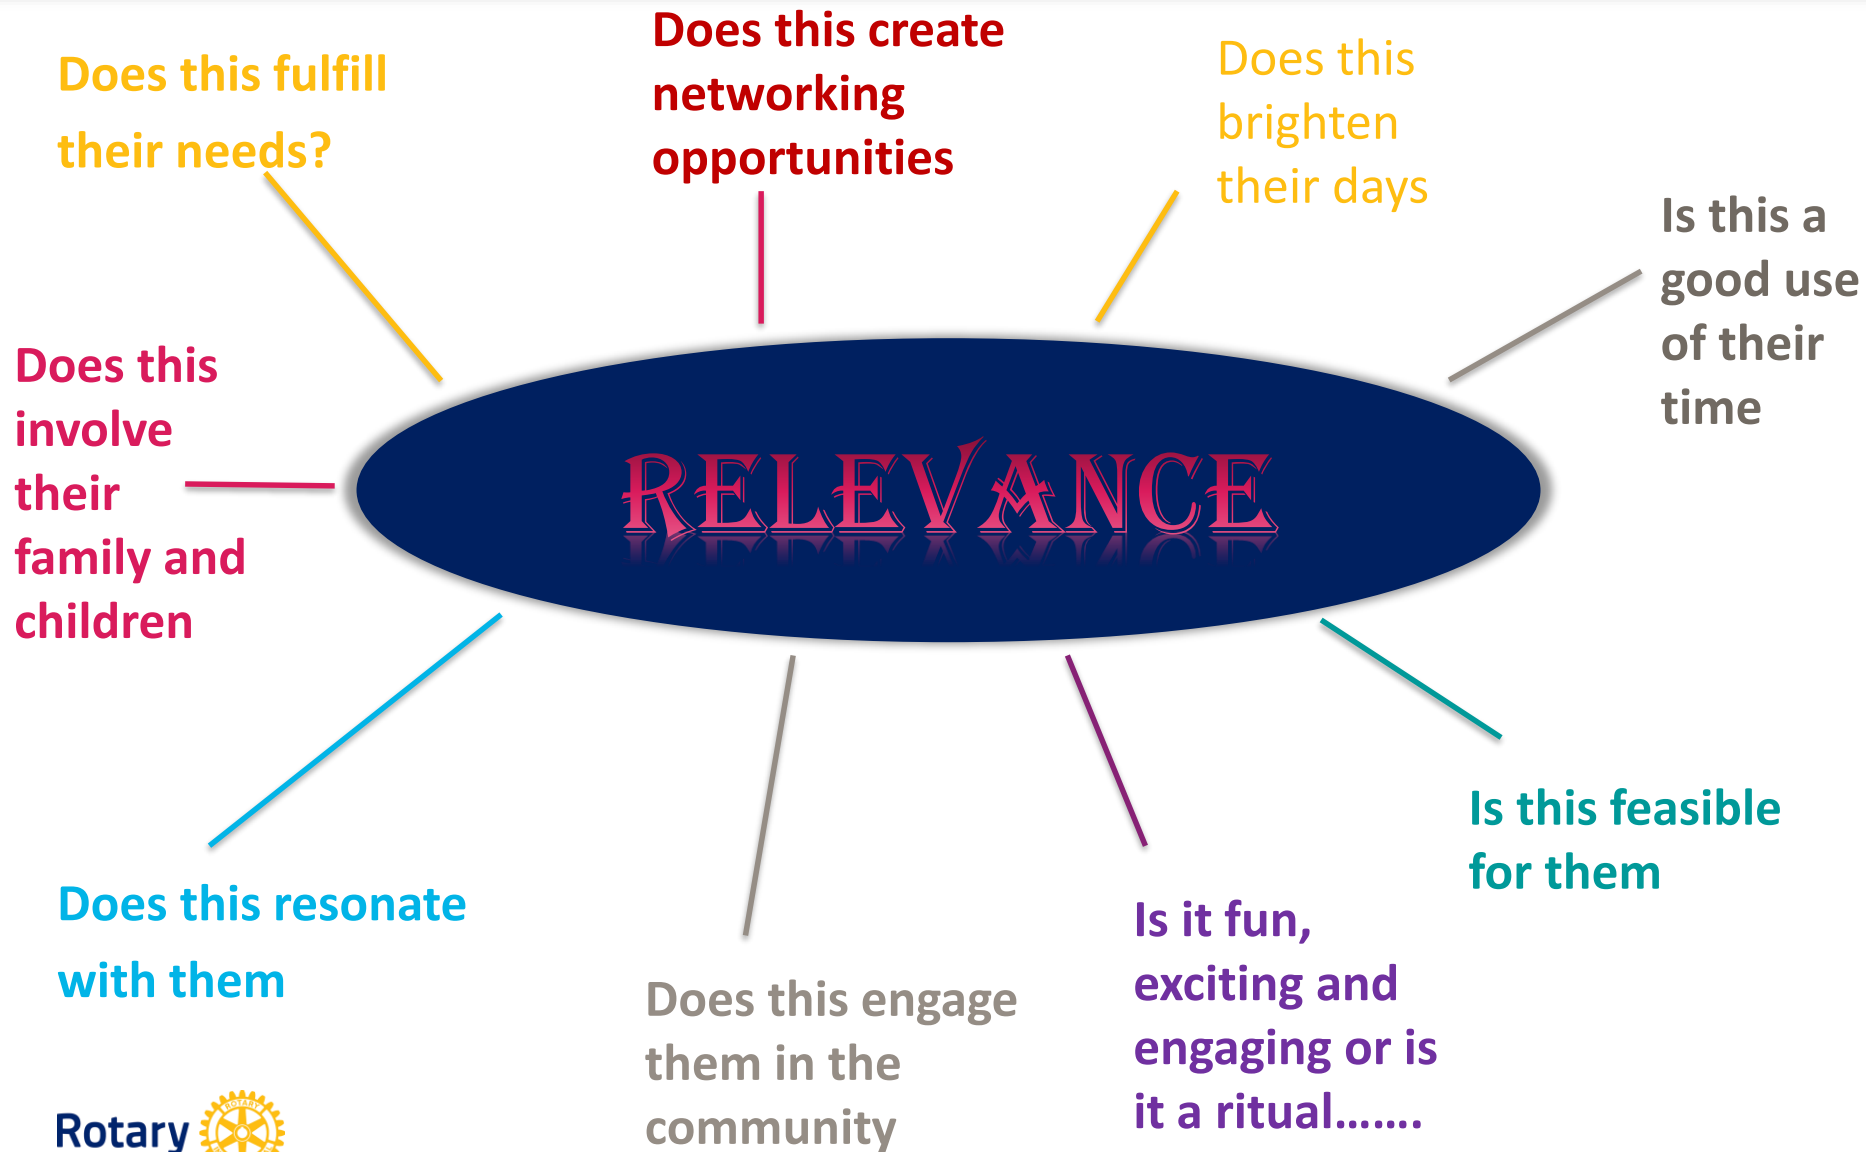 Does this fulfill
their needs?
Does this create
networking
opportunities
Does this
brighten
their days
Is this a
good use
of their
time
Does this
involve
their
family and
children
RELEVANCE
Is this feasible
for them
Does this resonate
with them
Does this engage
them in the
community
Is it fun,
exciting and
engaging or is
it a ritual.......
Rotary
ROTARY